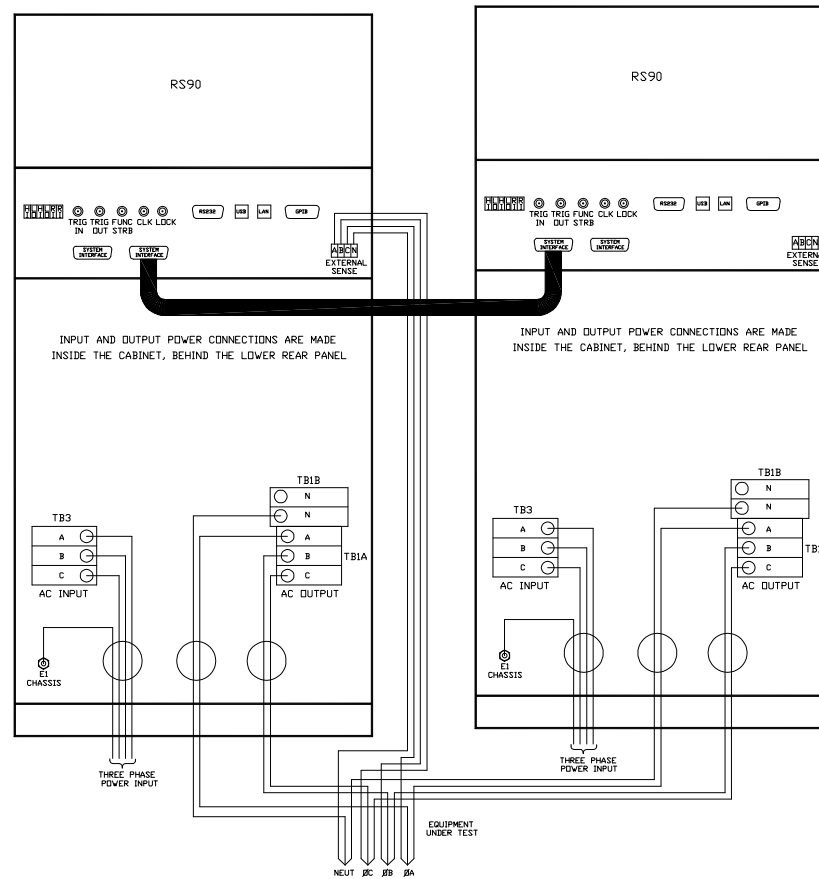 RS90
HLHLRR
IOIOII
TRIG TRIG FUNC CLK LOCK
IN OUT STRB
RS232
USB
LAN
GPIB
SYSTEM
INTERFACE
SYSTEM
INTERFACE
A B C N
EXTERNAL
SENSE
INPUT AND OUTPUT POWER CONNECTIONS ARE MADE
INSIDE THE CABINET, BEHIND THE LOWER REAR PANEL
TB1B
N
N
TB3
A
B
C
AC INPUT
A
B
C
TB1A
AC OUTPUT
E1
CHASSIS
THREE PHASE
POWER INPUT
RS90
TRIG TRIG FUNC CLK LOCK
IN OUT STRB
RS232
USB
LAN
GPIB
SYSTEM
INTERFACE
SYSTEM
INTERFACE
A B C N
EXTERNA
SENSE
INPUT AND OUTPUT POWER CONNECTIONS ARE MADE
INSIDE THE CABINET, BEHIND THE LOWER REAR PANEL
TB1B
N
N
TB3
A
B
C
AC INPUT
A
B
C
TB1
AC OUTPUT
E1
CHASSIS
THREE PHASE
POWER INPUT
EQUIPMENT
UNDER TEST
NEUT ØC ØB ØA